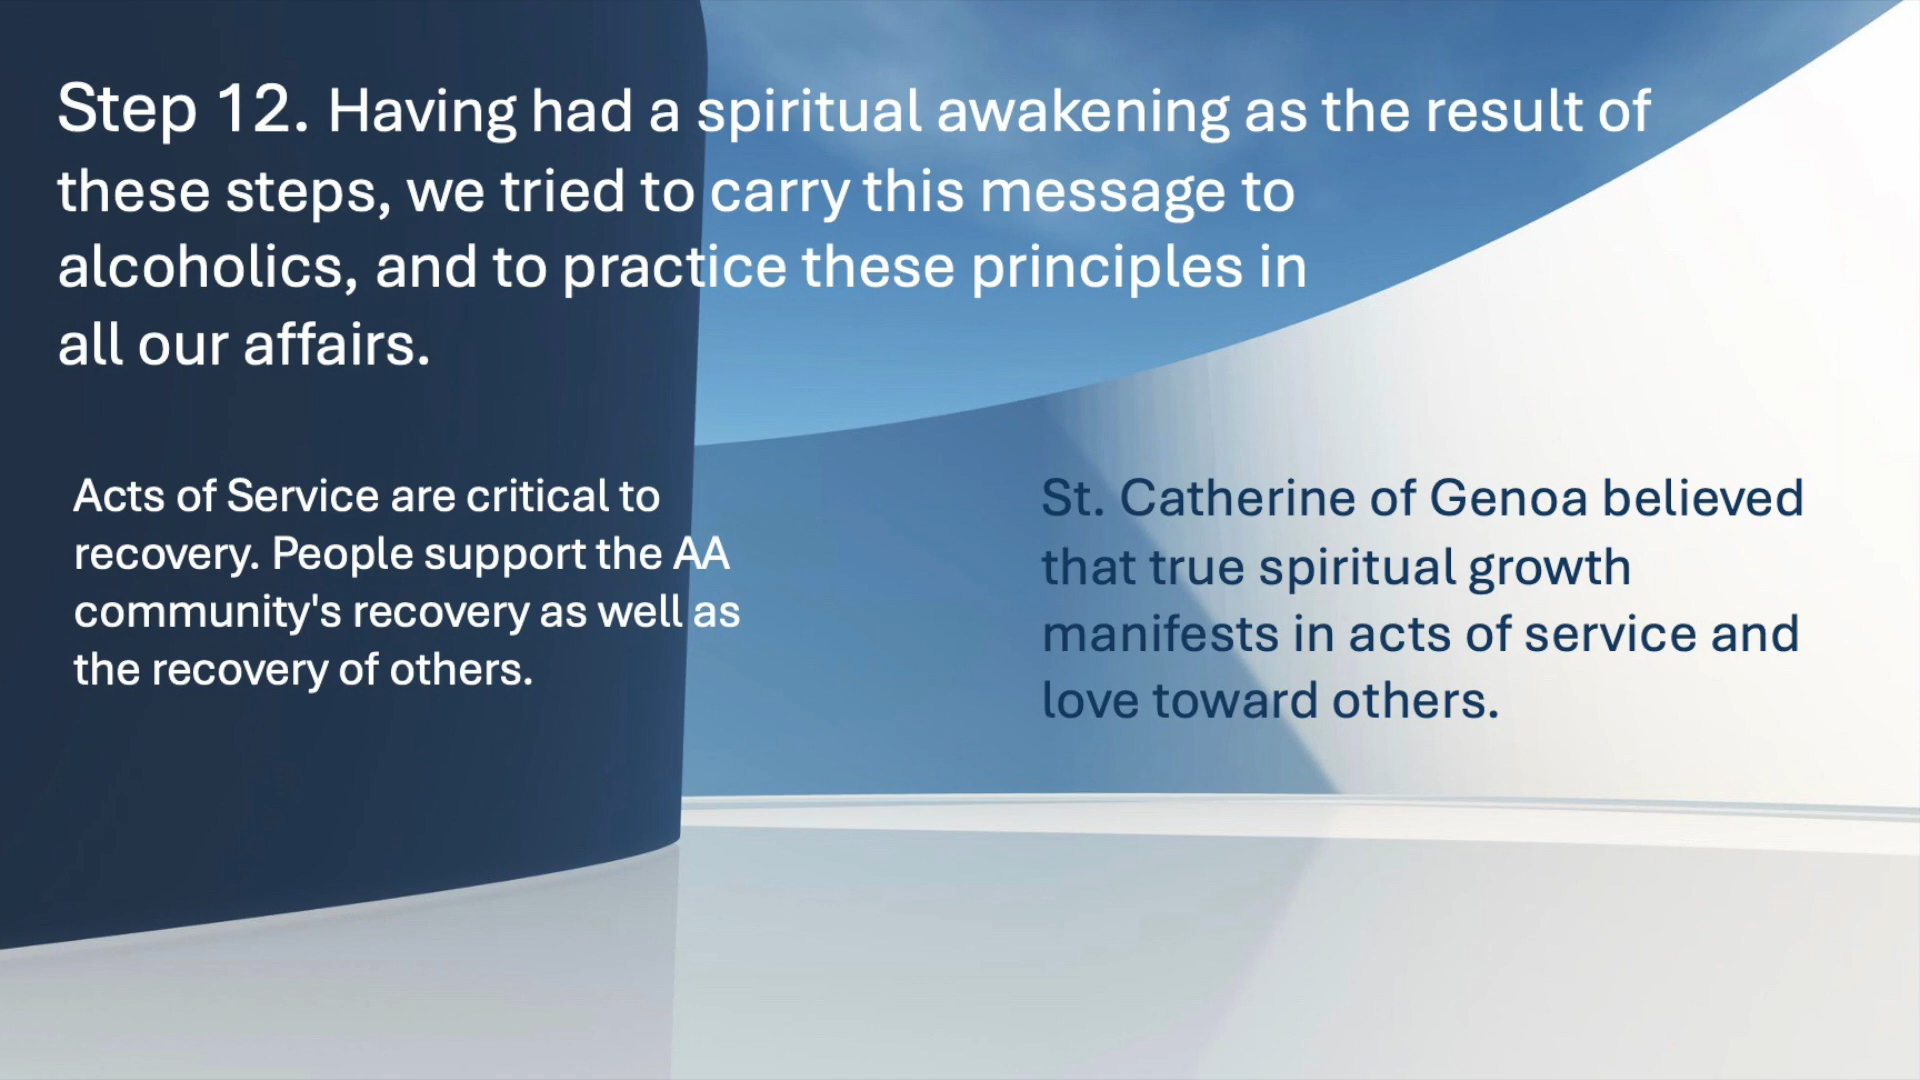 Step 12. Having had a spiritual awakening as the result of
these steps, we tried to carry this message to
alcoholics, and to practice these principles in
all our affairs.
Acts of Service are critical to
recovery. People support the AA
community's recovery as well as
the recovery of others.
St. Catherine of Genoa believed
that true spiritual growth
manifests in acts of service and
love toward others.